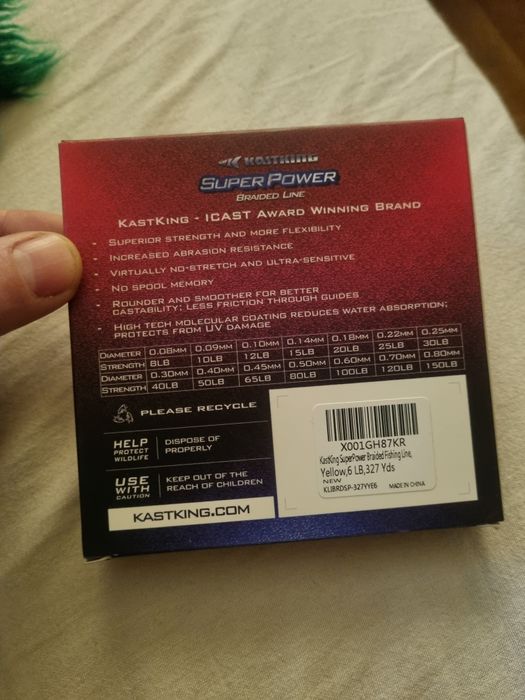 KASTKING
SUPER POWER
BRAIDED LINE
KASTKING - ICAST AWARD WINNING BRAND
- SUPERIOR STRENGTH AND MORE FLEXIBILITY
- INCREASED ABRASION RESISTANCE
- VIRTUALLY NO-STRETCH AND ULTRA-SENSITIVE
- NO SPOOL MEMORY
- ROUNDER AND SMOOTHER FOR BETTER
CASTABILITY; LESS FRICTION THROUGH GUIDES
- HIGH TECH MOLECULAR COATING REDUCES WATER ABSORPTION;
PROTECTS FROM UV DAMAGE
DIAMETER 0.08MM 0.09MM 0.10MM 0.14MM 0.18MM 0.22MM 0.25MM
STRENGTH 8LB 10LB 12LB 15LB 20LB 25LB 30LB
DIAMETER 0.30MM 0.40MM 0.45MM 0.50MM 0.60MM 0.70MM 0.80MM
STRENGTH 40LB 50LB 65LB 80LB 100LB 120LB 150LB
PLEASE RECYCLE
HELP
PROTECT
WILDLIFE
DISPOSE OF
PROPERLY
USE
WITH
CAUTION
KEEP OUT OF THE
REACH OF CHILDREN
KASTKING.COM
X001GH87KR
KastKing SuperPower Braided Fishing Line,
Yellow,6 LB,327 Yds
NEW
KLIBRDSP-327YYE6 MADE IN CHINA